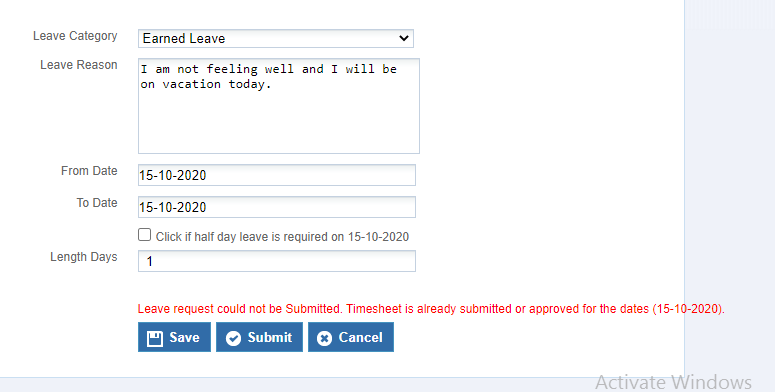 Leave Category
Earned Leave
Leave Reason
I am not feeling well and I will be
on vacation today.
From Date
15-10-2020
To Date
15-10-2020
Click if half day leave is required on 15-10-2020
Length Days
1
Leave request could not be Submitted. Timesheet is already submitted or approved for the dates (15-10-2020).
Save Submit Cancel
Activate Windows